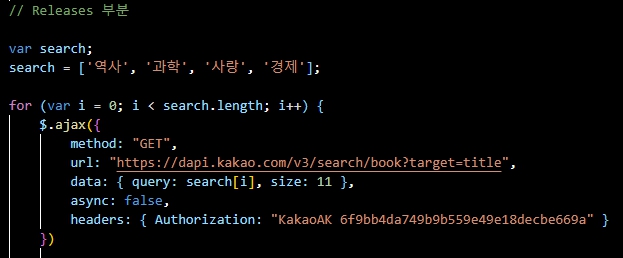 // Releases 부분
var search;
search = ['역사', '과학', '사랑', '경제'];
for (var i = 0; i < search.length; i++) {
$.ajax({
method: "GET",
url: "https://dapi.kakao.com/v3/search/book?target=title",
data: { query: search[i], size: 11 },
async: false,
headers: { Authorization: "KakaoAK 6f9bb4da749b9b559e49e18decbe669a" }
})